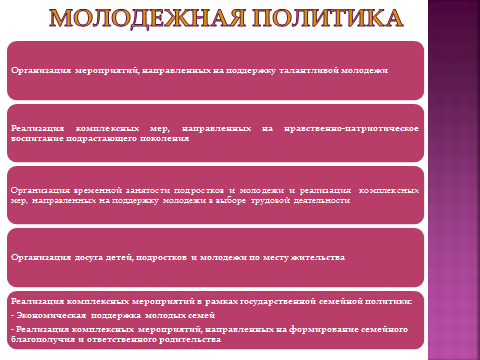 МОЛОДЕЖНАЯ ПОЛИТИКА
Организация мероприятий, направленных на поддержку талантливой молодежи
Реализация комплексных мер, направленных на нравственно-патриотическое
воспитание подрастающего поколения
Организация временной занятости подростков и молодежи и реализация комплексных
мер, направленных на поддержку молодежи в выборе трудовой деятельности
Организация досуга детей, подростков и молодежи по месту жительства
Реализация комплексных мероприятий в рамках государственной семейной политики:
- Экономическая поддержка молодых семей
- Реализация комплексных мероприятий, направленных на формирование семейного
благополучия и ответственного родительства